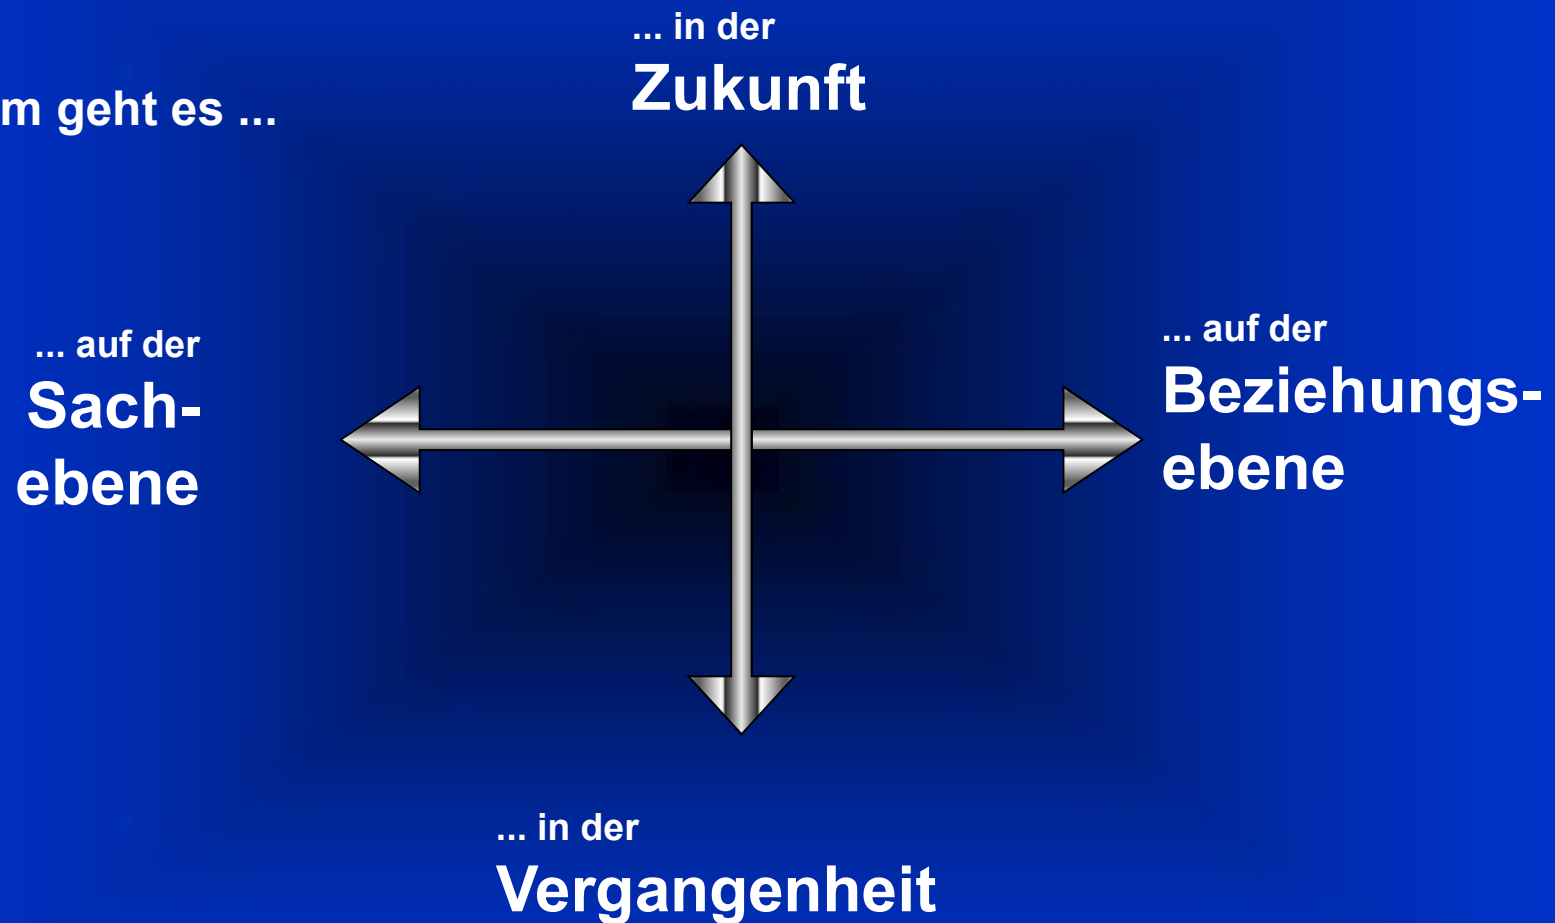 ... in der
Zukunft
m geht es ...
... auf der
Sach-
ebene
... auf der
Beziehungs-
ebene
... in der
Vergangenheit